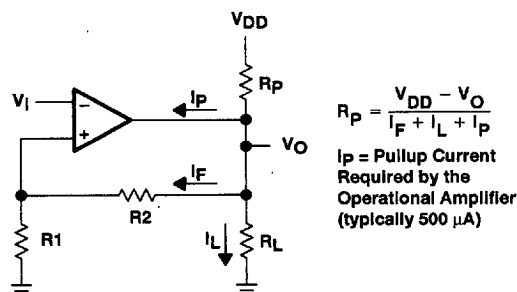 VDD
RP
IP
VI
−
+
VO
IF
R2
R1
IL
RL
RP = VDD − VO
IF + IL + IP
IP = Pullup Current
Required by the
Operational Amplifier
(typically 500 μA)